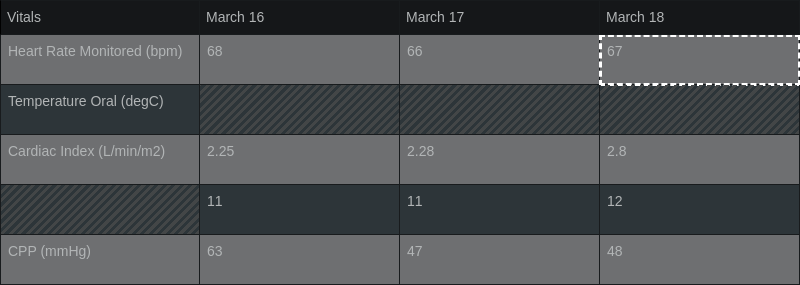 Vitals March 16 March 17 March 18
Heart Rate Monitored (bpm) 68 66 67
Temperature Oral (degC)
Cardiac Index (L/min/m2) 2.25 2.28 2.8
11 11 12
CPP (mmHg) 63 47 48